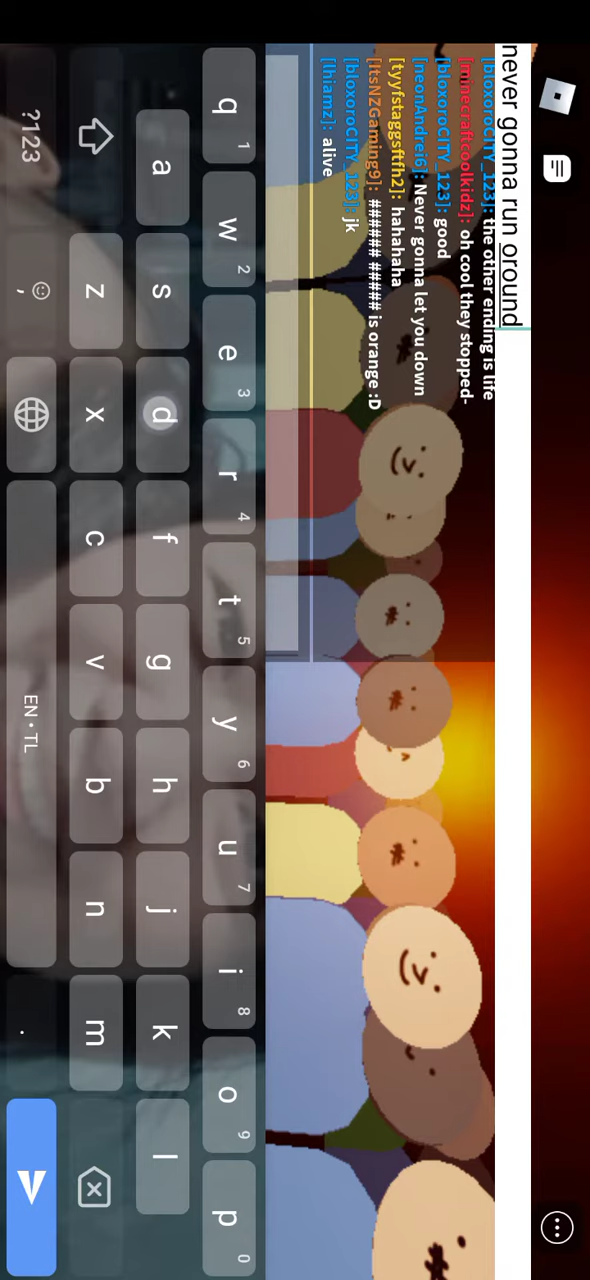 never gonna run oround
[bloxoroCITY_123]: the other ending is life
[minecraftcoolkidz]: oh cool they stopped-
[bloxoroCITY_123]: good
[neonAndrei6]: Never gonna let you down
[tyyfstaggsftfh2]: hahahaha
[ItsNZGaming9]: ###### ##### is orange :D
[bloxoroCITY_123]: jk
[lhiamz]: alive
q 1 w 2 e 3 r 4 t 5 y 6 u 7 i 8 o 9 p 0
a s d f g h j k l
z x c v b n m
?123 , EN • TL .